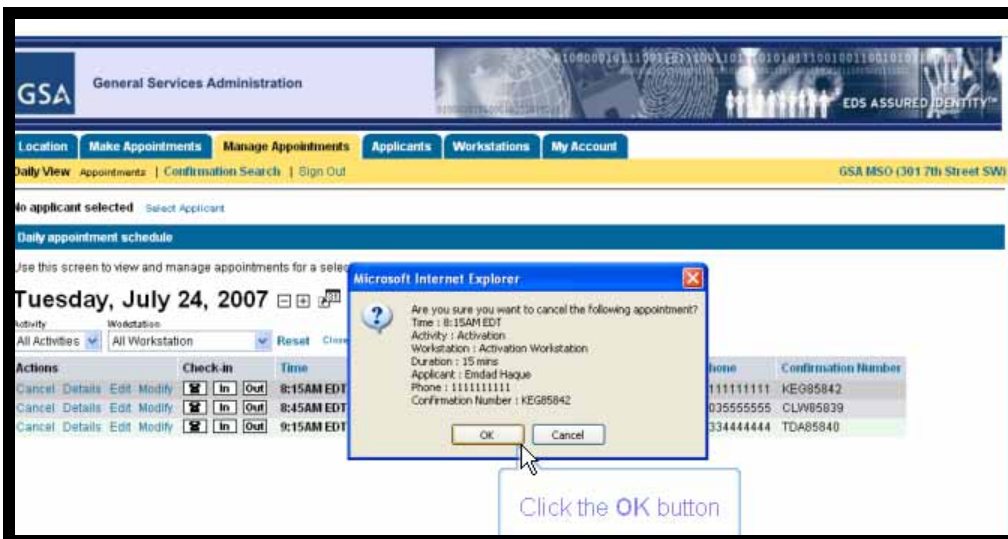 GSA
General Services Administration
EDS ASSURED IDENTITY™
Location Make Appointments Manage Appointments Applicants Workstations My Account
Daily View Appointments | Confirmation Search | Sign Out GSA MSO (301 7th Street SW)
No applicant selected Select Applicant
Daily appointment schedule
Use this screen to view and manage appointments for a selec
Tuesday, July 24, 2007
Activity Workstation
All Activities All Workstation Reset
Actions Check-in Time hone Confirmation Number
Cancel Details Edit Modify In Out 8:15AM EDT 111111111 KEG85842
Cancel Details Edit Modify In Out 8:45AM EDT 035555555 CLW85839
Cancel Details Edit Modify In Out 9:15AM EDT 334444444 TDA85840
Microsoft Internet Explorer
Are you sure you want to cancel the following appointment?
Time : 8:15AM EDT
Activity : Activation
Workstation : Activation Workstation
Duration : 15 mins
Applicant : Emdad Haque
Phone : 1111111111
Confirmation Number : KEG85842
OK Cancel
Click the OK button